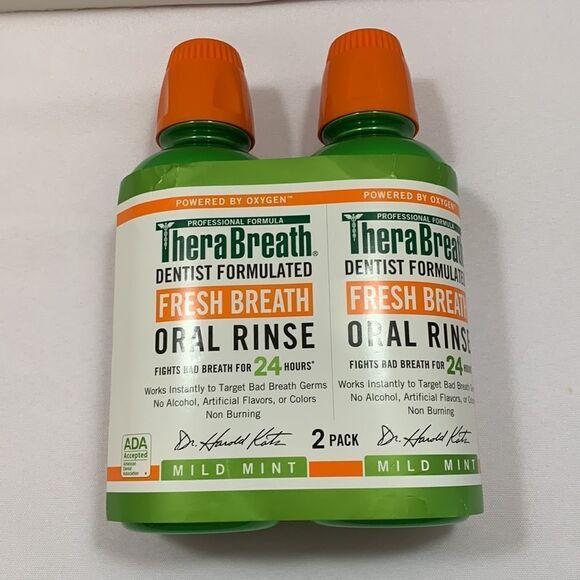 POWERED BY OXYGEN™
PROFESSIONAL FORMULA
TheraBreath®
DENTIST FORMULATED
FRESH BREATH
ORAL RINSE
FIGHTS BAD BREATH FOR 24 HOURS*
Works Instantly to Target Bad Breath Germs
No Alcohol, Artificial Flavors, or Colors
Non Burning
Dr. Harold Katz
ADA
Accepted
American
Dental
Association
MILD MINT
2 PACK
POWERED BY OXYGEN™
PROFESSIONAL FORMULA
TheraBreath
DENTIST FORMULATED
FRESH BREATH
ORAL RINSE
FIGHTS BAD BREATH FOR 24 HOURS
Works Instantly to Target Bad Breath
No Alcohol, Artificial Flavors, or Colors
Non Burning
Dr. Harold Katz
MILD MINT